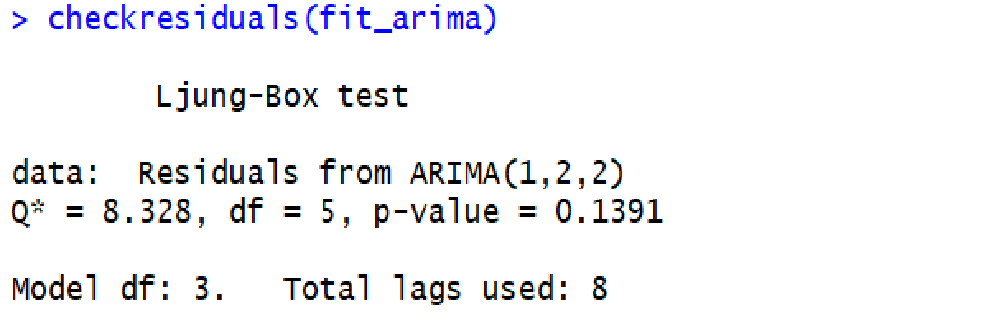 > checkresiduals(fit_arima)
Ljung-Box test
data:  Residuals from ARIMA(1,2,2)
Q* = 8.328, df = 5, p-value = 0.1391
Model df: 3.   Total lags used: 8